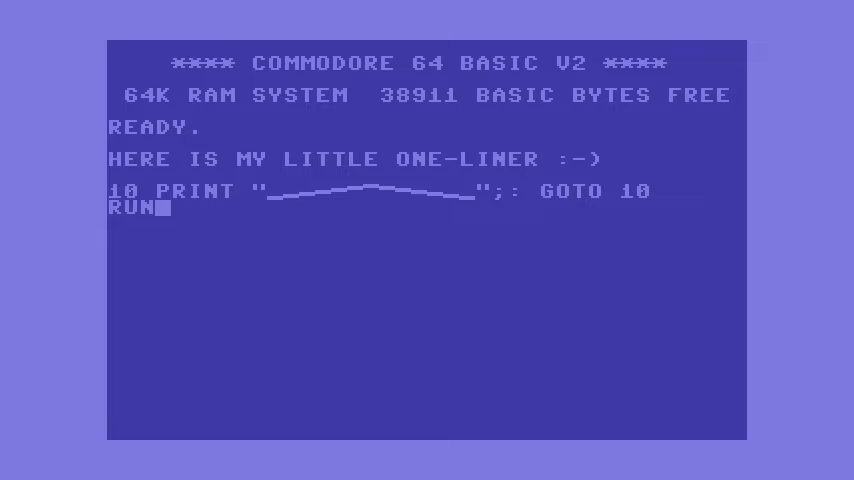 **** COMMODORE 64 BASIC V2 ****
64K RAM SYSTEM  38911 BASIC BYTES FREE
READY.
HERE IS MY LITTLE ONE-LINER :-)
10 PRINT "";: GOTO 10
RUN